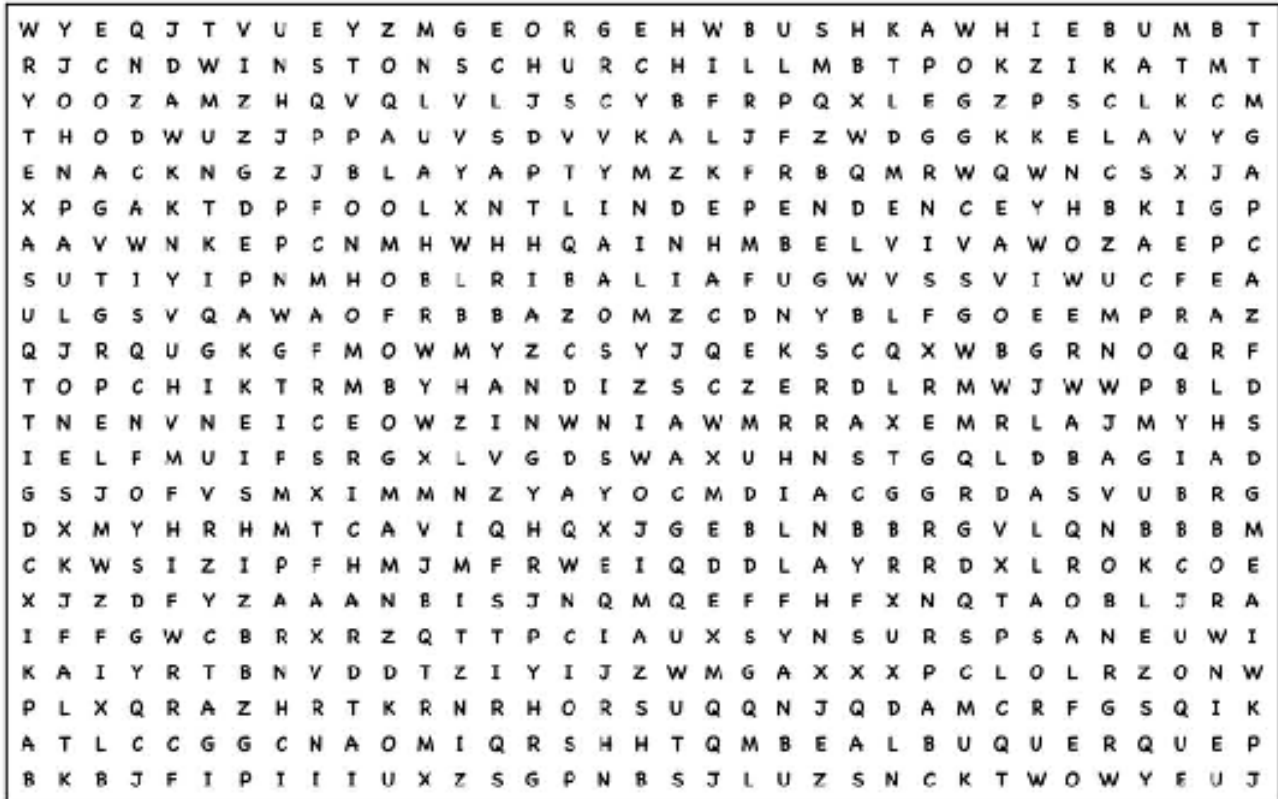 W Y E Q J T V U E Y Z M G E O R G E H W B U S H K A W H I E B U M B T
R J C N D W I N S T O N S C H U R C H I L L M B T P O K Z I K A T M T
Y O O Z A M Z H Q V Q L V L J S C Y B F R P Q X L E G Z P S C L K C M
T H O D W U Z J P P A U V S D V V K A L J F Z W D G G K K E L A V Y G
E N A C K N G Z J B L A Y A P T Y M Z K F R B Q M R W Q W N C S X J A
X P G A K T D P F O O L X N T L I N D E P E N D E N C E Y H B K I G P
A A V W N K E P C N M H W H H Q A I N H M B E L V I V A W O Z A E P C
S U T I Y I P N M H O B L R I B A L I A F U G W V S S V I W U C F E A
U L G S V Q A W A O F R B B A Z O M Z C D N Y B L F G O E E M P R A Z
Q J R Q U G K G F M O W M Y Z C S Y J Q E K S C Q X W B G R N O Q R F
T O P C H I K T R M B Y H A N D I Z S C Z E R D L R M W J W W P B L D
T N E N V N E I C E O W Z I N W N I A W M R R A X E M R L A J M Y H S
I E L F M U I F S R G X L V G D S W A X U H N S T G Q L D B A G I A D
G S J O F V S M X I M M N Z Y A Y O C M D I A C G G R D A S V U B R G
D X M Y H R H M T C A V I Q H Q X J G E B L N B B R G V L Q N B B B M
C K W S I Z I P F H M J M F R W E I Q D D L A Y R R D X L R O K C O E
X J Z D F Y Z A A A N B I S J N Q M Q E F F H F X N Q T A O B L J R A
I F F G W C B R X R Z Q T T P C I A U X S Y N S U R S P S A N E U W I
K A I Y R T B N V D D T Z I Y I J Z W M G A X X X P C L O L R Z O N W
P L X Q R A Z H R T K R N R H O R S U Q Q N J Q D A M C R F G S Q I K
A T L C C G G C N A O M I Q R S H H T Q M B E A L B U Q U E R Q U E P
B K B J F I P I I I U X Z S G P N B S J L U Z S N C K T W O W Y E U J